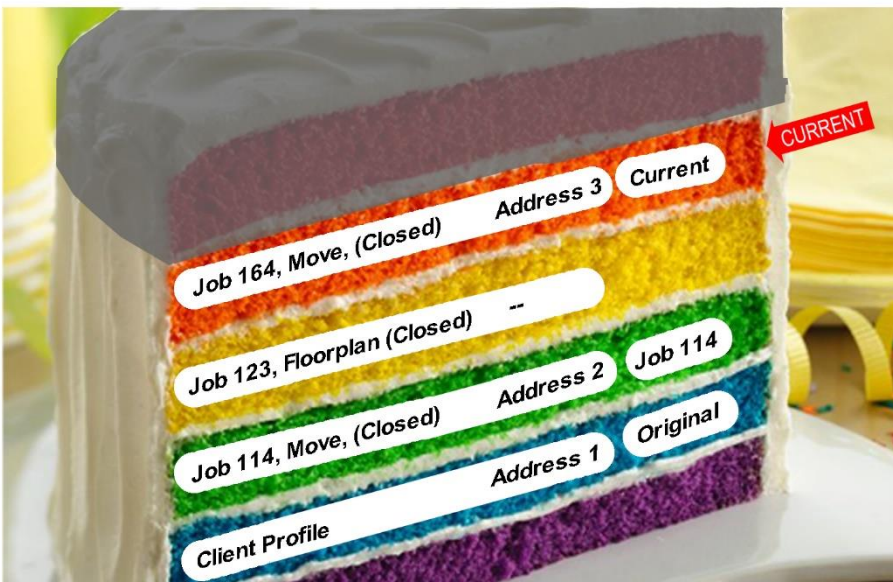 CURRENT
Job 164, Move, (Closed) Address 3 Current
Job 123, Floorplan (Closed) --
Job 114, Move, (Closed) Address 2 Job 114
Client Profile Address 1 Original